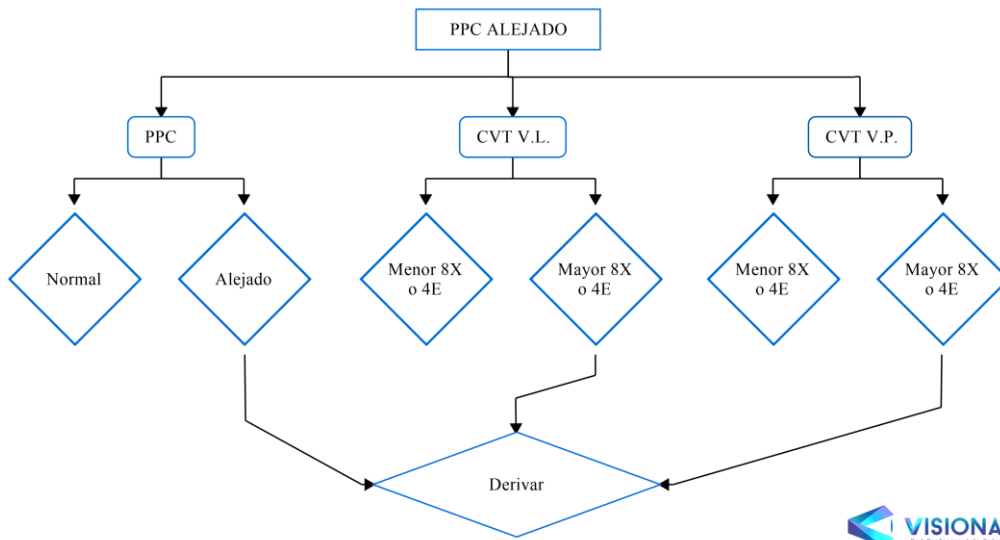 PPC ALEJADO
PPC
CVT V.L.
CVT V.P.
Normal
Alejado
Menor 8X
o 4E
Mayor 8X
o 4E
Menor 8X
o 4E
Mayor 8X
o 4E
Derivar
VISIONA